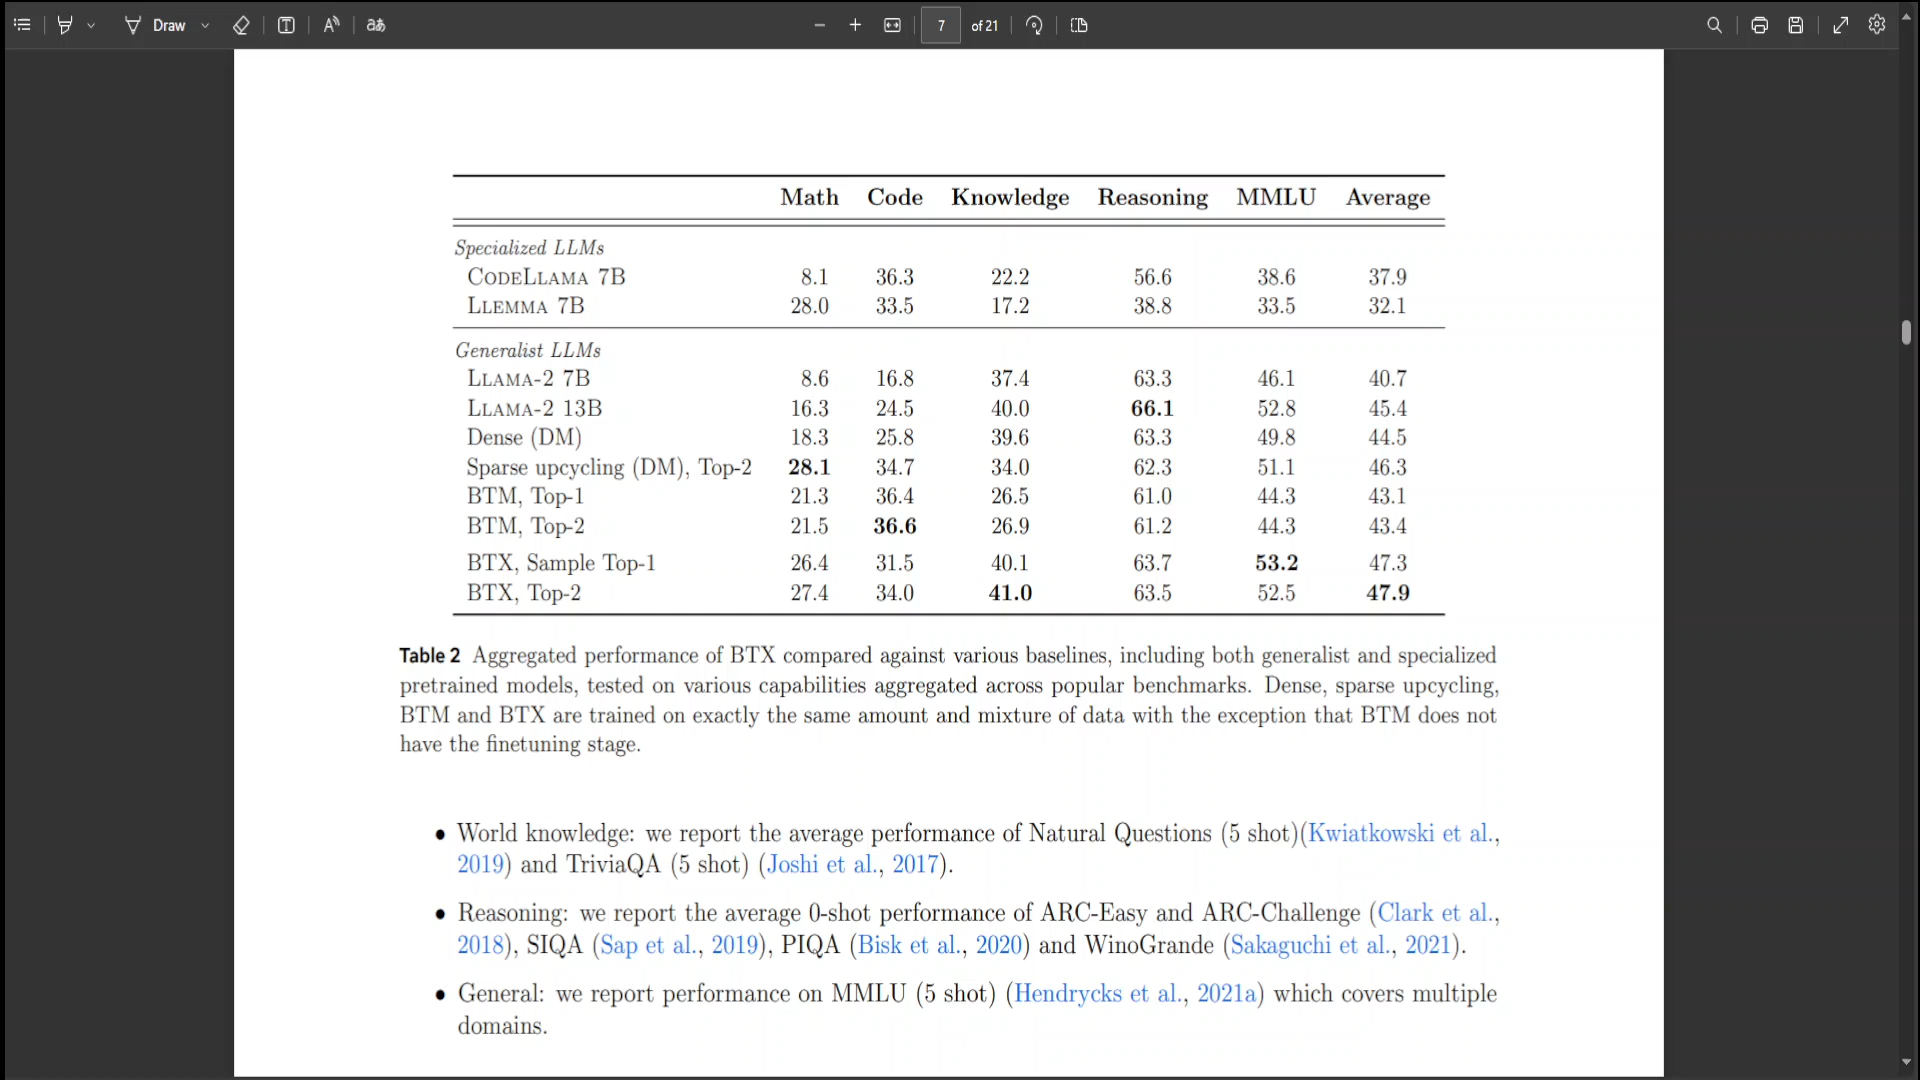 Draw 7 of 21
Math Code Knowledge Reasoning MMLU Average
Specialized LLMs
CODELLAMA 7B 8.1 36.3 22.2 56.6 38.6 37.9
LLEMMA 7B 28.0 33.5 17.2 38.8 33.5 32.1
Generalist LLMs
LLAMA-2 7B 8.6 16.8 37.4 63.3 46.1 40.7
LLAMA-2 13B 16.3 24.5 40.0 66.1 52.8 45.4
Dense (DM) 18.3 25.8 39.6 63.3 49.8 44.5
Sparse upcycling (DM), Top-2 28.1 34.7 34.0 62.3 51.1 46.3
BTM, Top-1 21.3 36.4 26.5 61.0 44.3 43.1
BTM, Top-2 21.5 36.6 26.9 61.2 44.3 43.4
BTX, Sample Top-1 26.4 31.5 40.1 63.7 53.2 47.3
BTX, Top-2 27.4 34.0 41.0 63.5 52.5 47.9
Table 2 Aggregated performance of BTX compared against various baselines, including both generalist and specialized
pretrained models, tested on various capabilities aggregated across popular benchmarks. Dense, sparse upcycling,
BTM and BTX are trained on exactly the same amount and mixture of data with the exception that BTM does not
have the finetuning stage.
• World knowledge: we report the average performance of Natural Questions (5 shot)(Kwiatkowski et al.,
2019) and TriviaQA (5 shot) (Joshi et al., 2017).
• Reasoning: we report the average 0-shot performance of ARC-Easy and ARC-Challenge (Clark et al.,
2018), SIQA (Sap et al., 2019), PIQA (Bisk et al., 2020) and WinoGrande (Sakaguchi et al., 2021).
• General: we report performance on MMLU (5 shot) (Hendrycks et al., 2021a) which covers multiple
domains.